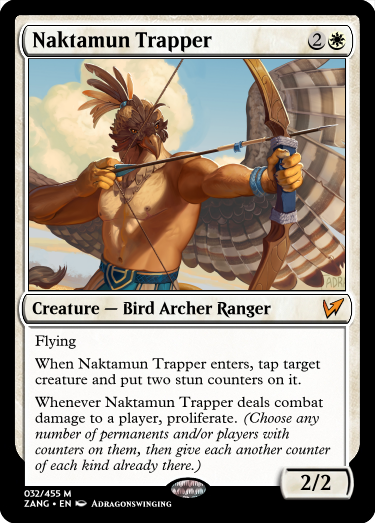 Naktamun Trapper 2
ADR
Creature — Bird Archer Ranger
Flying
When Naktamun Trapper enters, tap target
creature and put two stun counters on it.
Whenever Naktamun Trapper deals combat
damage to a player, proliferate. (Choose any
number of permanents and/or players with
counters on them, then give each another counter
of each kind already there.)
2/2
032/455 M
ZANG • EN ADRAGONSWINGING